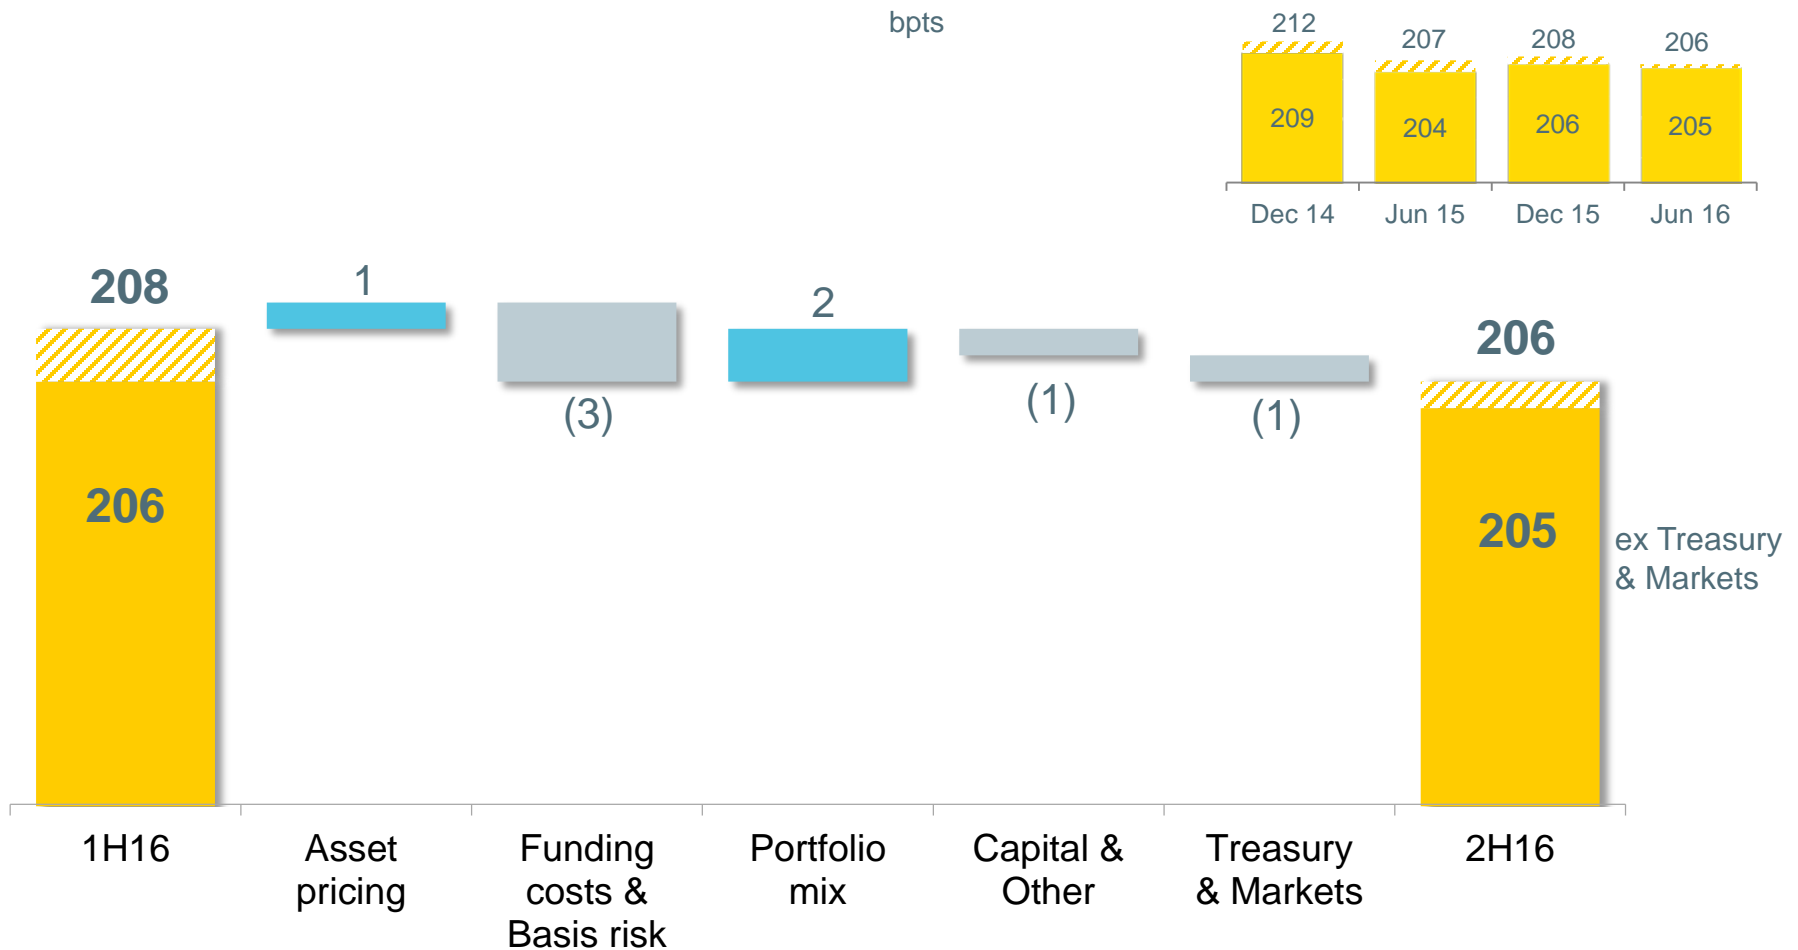 bpts
212
207
208
206
209
204
206
205
Dec 14
Jun 15
Dec 15
Jun 16
208
1
2
206
(3)
(1)
(1)
206
205
ex Treasury
& Markets
1H16
Asset
pricing
Funding
costs &
Basis risk
Portfolio
mix
Capital &
Other
Treasury
& Markets
2H16